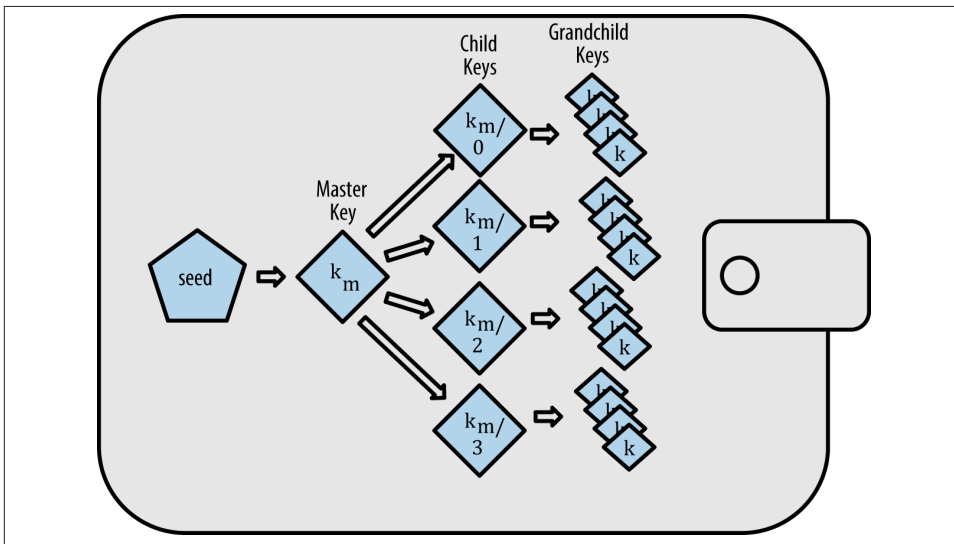 Child
Keys
Grandchild
Keys
k m/
0
k
Master
Key
k m/
1
k
seed
k m
k m/
2
k
k m/
3
k